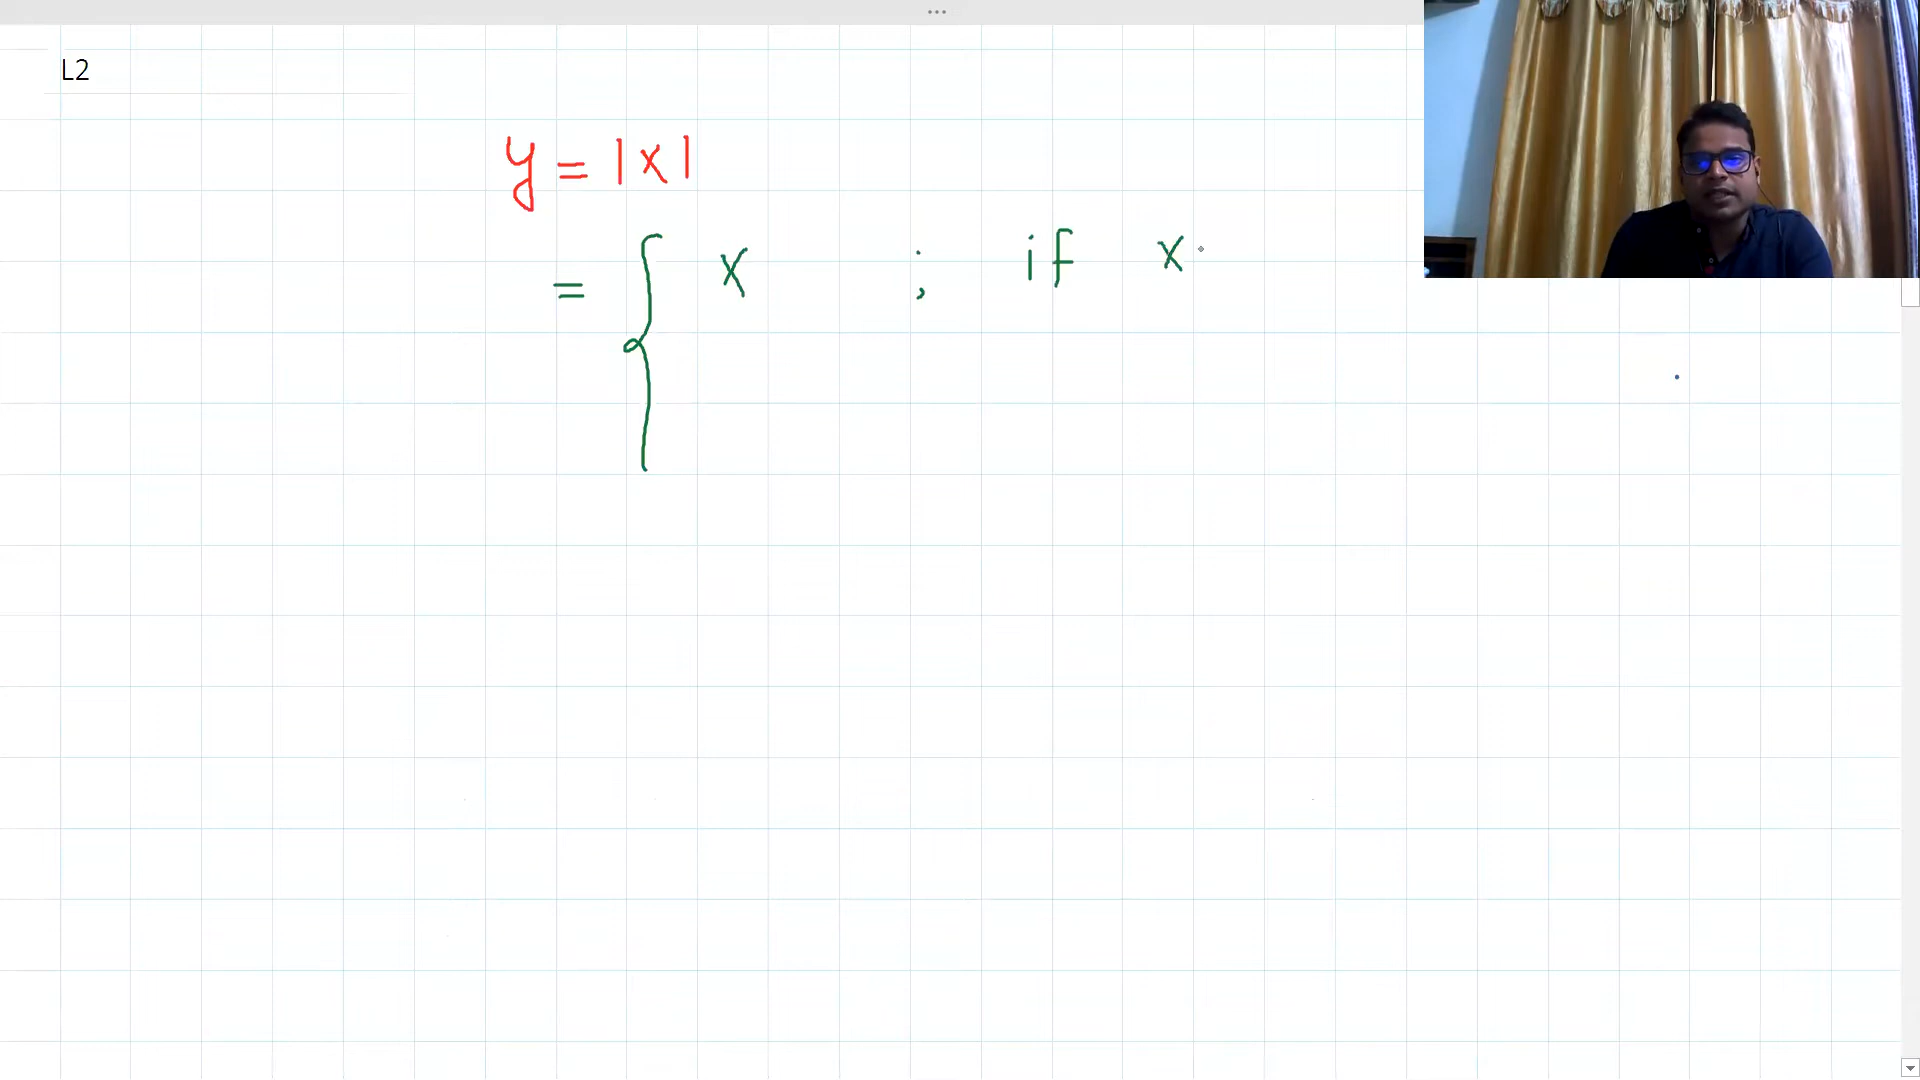 L2
y = |x|
= { x ; if x